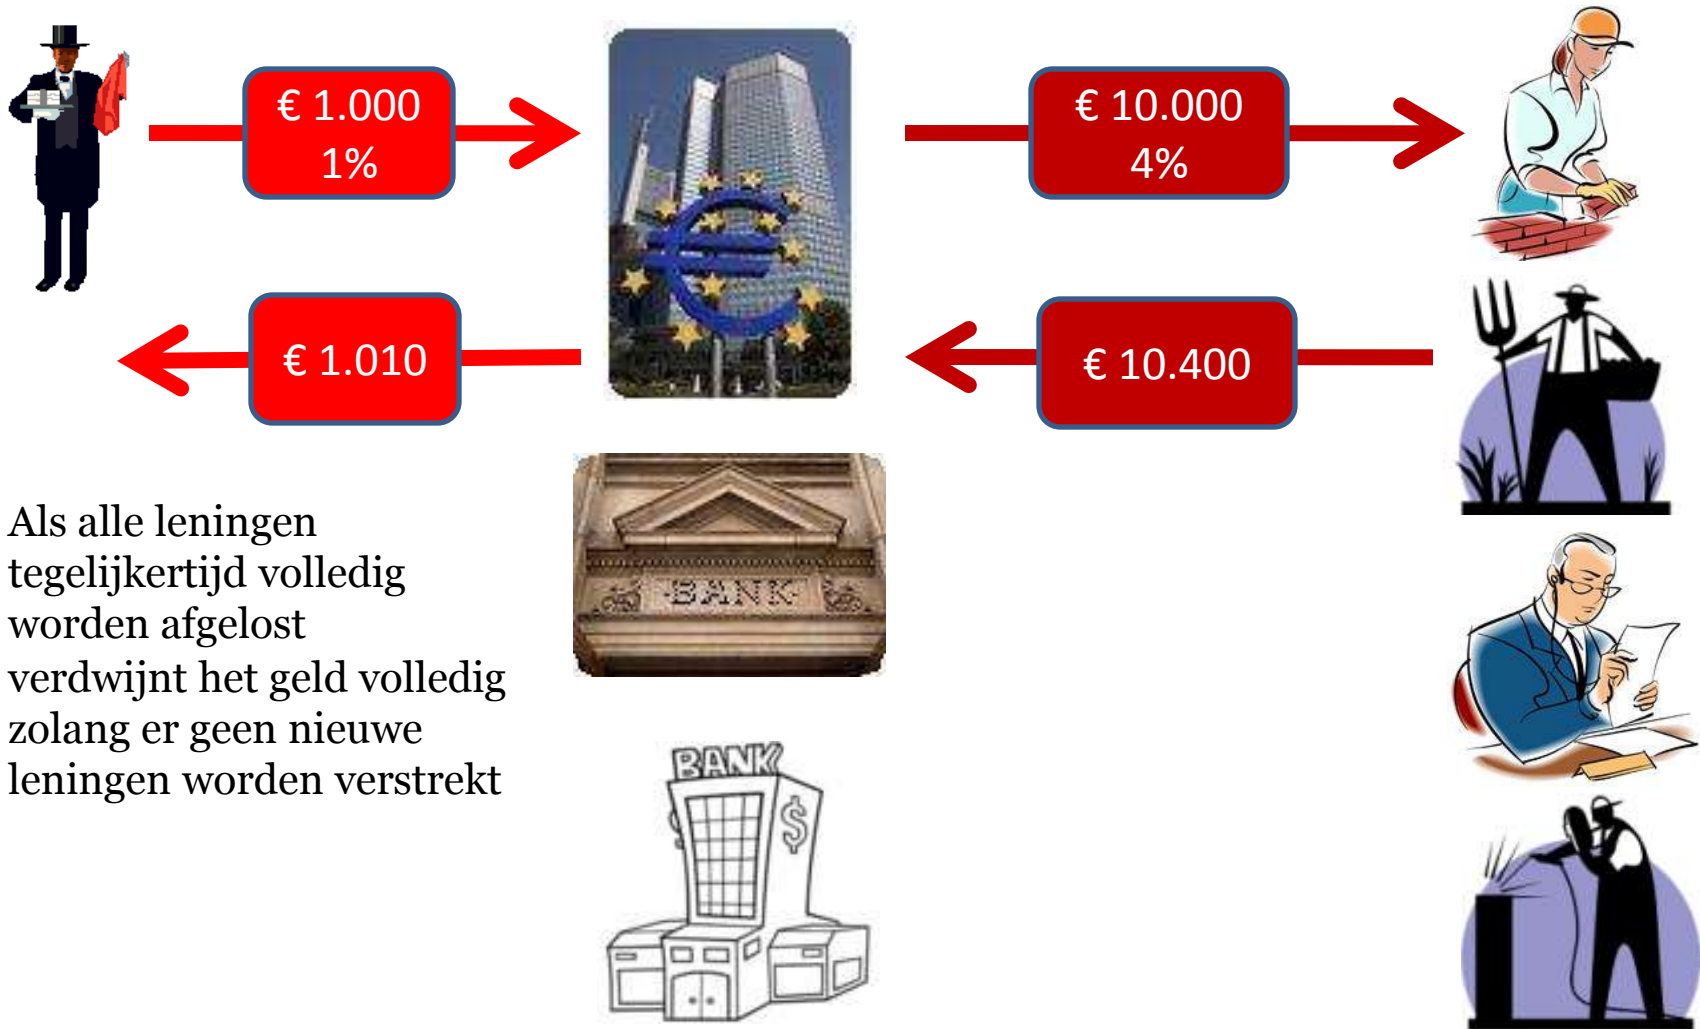 € 1.000
1%
€ 10.000
4%
€ 1.010
€ 10.400
Als alle leningen
tegelijkertijd volledig
worden afgelost
verdwijnt het geld volledig
zolang er geen nieuwe
leningen worden verstrekt
·BANK·
BANK
$